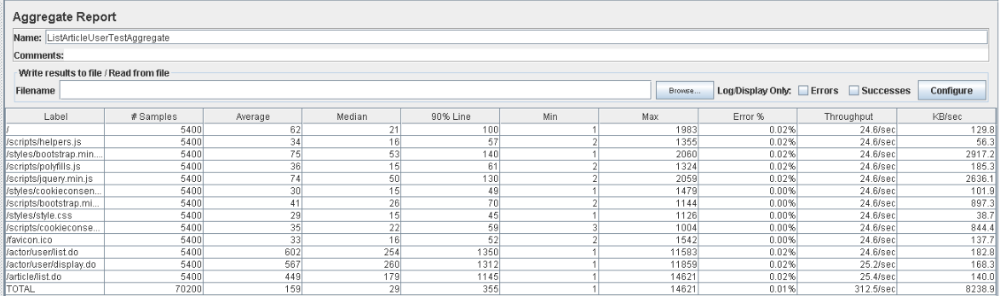 Aggregate Report
Name: ListArticleUserTestAggregate
Comments:
Write results to file / Read from file
Filename Browse... Log/Display Only: Errors Successes Configure
Label # Samples Average Median 90% Line Min Max Error % Throughput KB/sec
/ 5400 62 21 100 1 1983 0.02% 24.6/sec 129.8
/scripts/helpers.js 5400 34 16 57 2 1355 0.02% 24.6/sec 56.3
/styles/bootstrap.min.... 5400 75 53 140 1 2060 0.02% 24.6/sec 2917.2
/scripts/polyfills.js 5400 36 15 61 2 1324 0.02% 24.6/sec 185.3
/scripts/jquery.min.js 5400 74 50 130 2 2059 0.02% 24.6/sec 2636.1
/styles/cookieconsen... 5400 30 15 49 1 1479 0.00% 24.6/sec 101.9
/scripts/bootstrap.mi... 5400 41 26 70 2 1144 0.00% 24.6/sec 897.3
/styles/style.css 5400 29 15 45 1 1126 0.00% 24.6/sec 38.7
/scripts/cookieconse... 5400 35 22 59 3 1004 0.00% 24.6/sec 844.4
/favicon.ico 5400 33 16 52 2 1542 0.00% 24.6/sec 137.7
/actor/user/list.do 5400 602 254 1350 1 11583 0.02% 24.6/sec 182.8
/actor/user/display.do 5400 567 260 1312 1 11859 0.02% 25.2/sec 168.3
/article/list.do 5400 449 179 1145 1 14621 0.02% 25.4/sec 140.0
TOTAL 70200 159 29 355 1 14621 0.01% 312.5/sec 8238.9